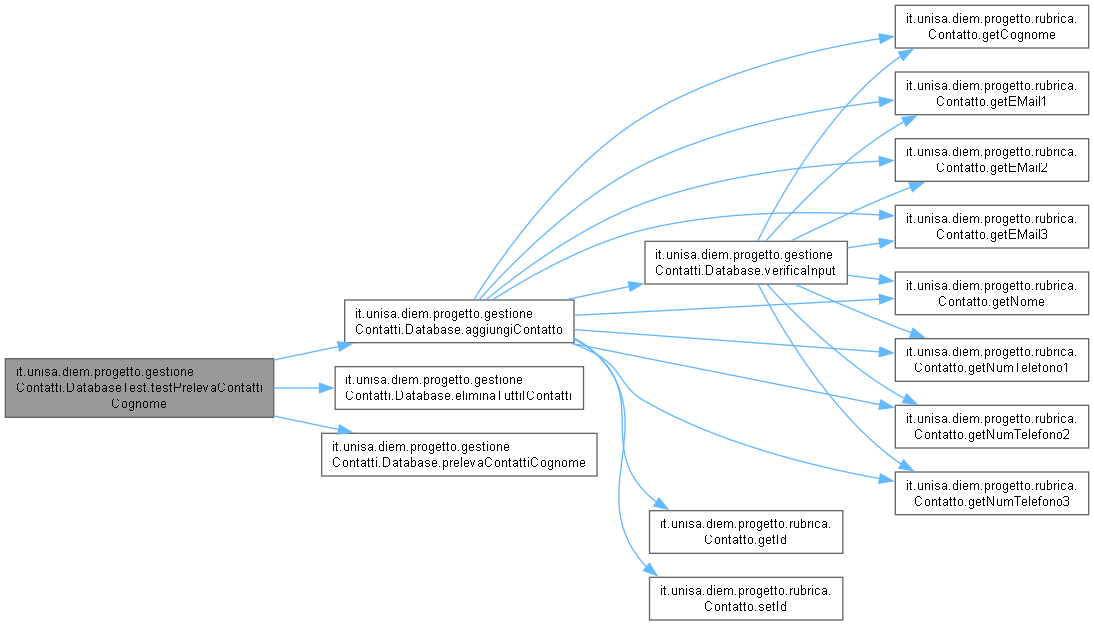 it.unisa.diem.progetto.gestione
Contatti.DatabaseTest.testPrelevaContatti
Cognome
it.unisa.diem.progetto.gestione
Contatti.Database.aggiungiContatto
it.unisa.diem.progetto.gestione
Contatti.Database.eliminaTuttiIContatti
it.unisa.diem.progetto.gestione
Contatti.Database.prelevaContattiCognome
it.unisa.diem.progetto.gestione
Contatti.Database.verificaInput
it.unisa.diem.progetto.rubrica.
Contatto.getId
it.unisa.diem.progetto.rubrica.
Contatto.setId
it.unisa.diem.progetto.rubrica.
Contatto.getCognome
it.unisa.diem.progetto.rubrica.
Contatto.getEMail1
it.unisa.diem.progetto.rubrica.
Contatto.getEMail2
it.unisa.diem.progetto.rubrica.
Contatto.getEMail3
it.unisa.diem.progetto.rubrica.
Contatto.getNome
it.unisa.diem.progetto.rubrica.
Contatto.getNumTelefono1
it.unisa.diem.progetto.rubrica.
Contatto.getNumTelefono2
it.unisa.diem.progetto.rubrica.
Contatto.getNumTelefono3